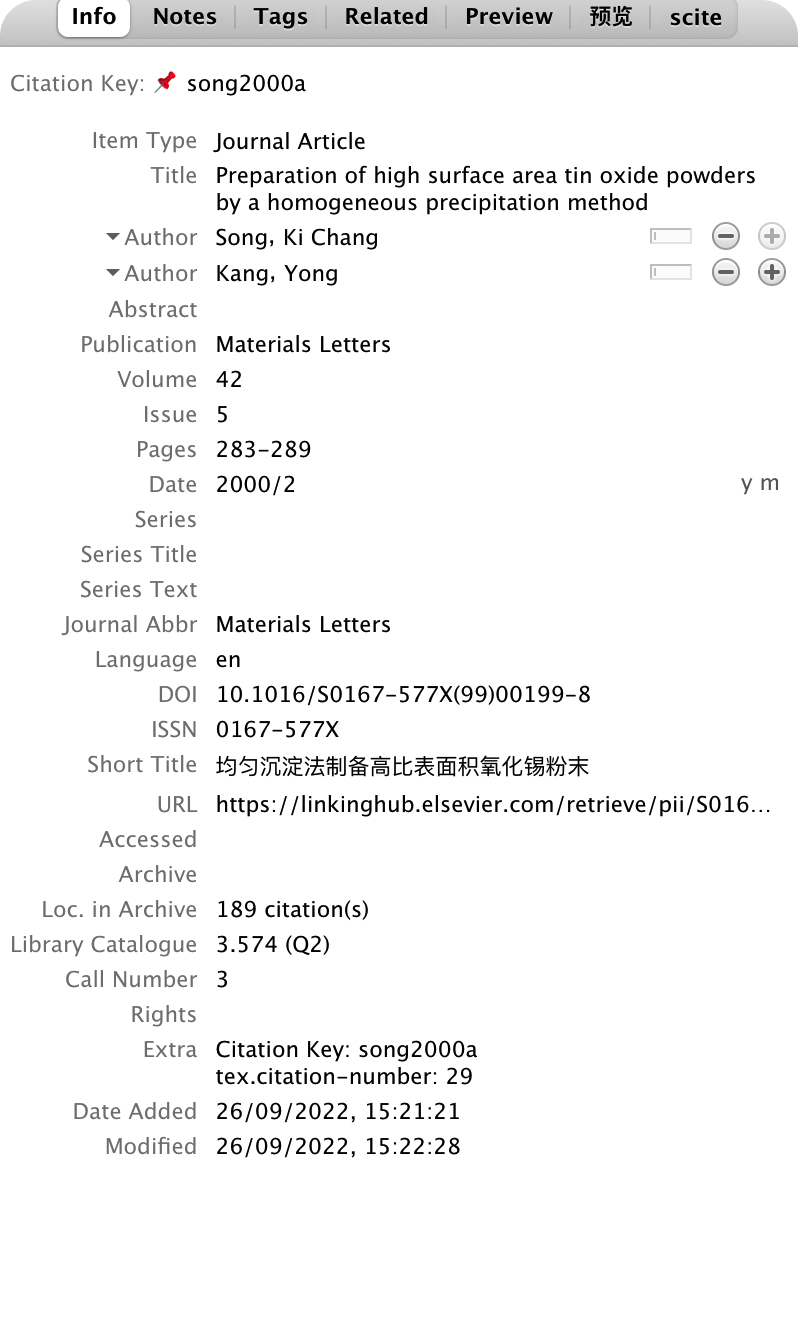 Info Notes Tags Related Preview 预览 scite
Citation Key: song2000a
Item Type Journal Article
Title Preparation of high surface area tin oxide powders
by a homogeneous precipitation method
Author Song, Ki Chang
Author Kang, Yong
Abstract
Publication Materials Letters
Volume 42
Issue 5
Pages 283-289
Date 2000/2 y m
Series
Series Title
Series Text
Journal Abbr Materials Letters
Language en
DOI 10.1016/S0167-577X(99)00199-8
ISSN 0167-577X
Short Title 均匀沉淀法制备高比表面积氧化锡粉末
URL https://linkinghub.elsevier.com/retrieve/pii/S016...
Accessed
Archive
Loc. in Archive 189 citation(s)
Library Catalogue 3.574 (Q2)
Call Number 3
Rights
Extra Citation Key: song2000a
tex.citation-number: 29
Date Added 26/09/2022, 15:21:21
Modified 26/09/2022, 15:22:28